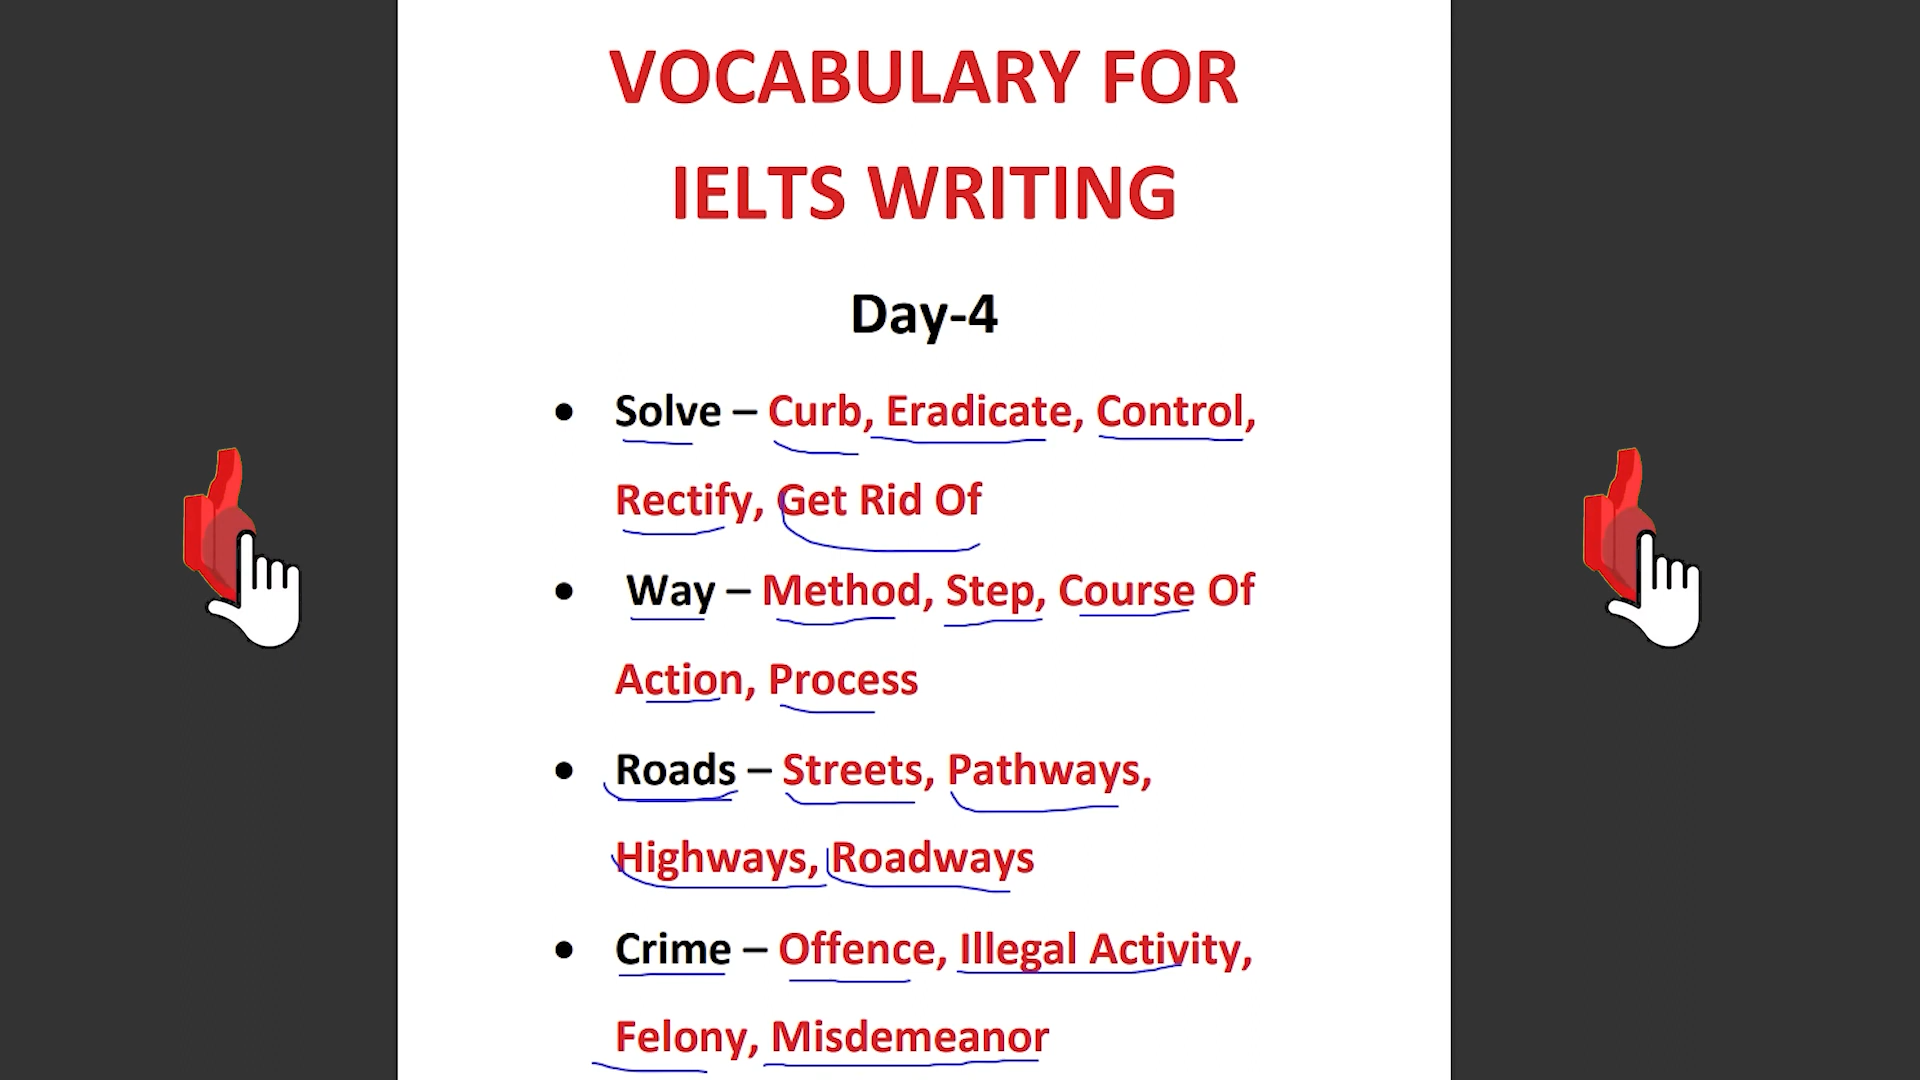 VOCABULARY FOR
IELTS WRITING
Day-4
• Solve – Curb, Eradicate, Control,
Rectify, Get Rid Of
• Way – Method, Step, Course Of
Action, Process
• Roads – Streets, Pathways,
Highways, Roadways
• Crime – Offence, Illegal Activity,
Felony, Misdemeanor